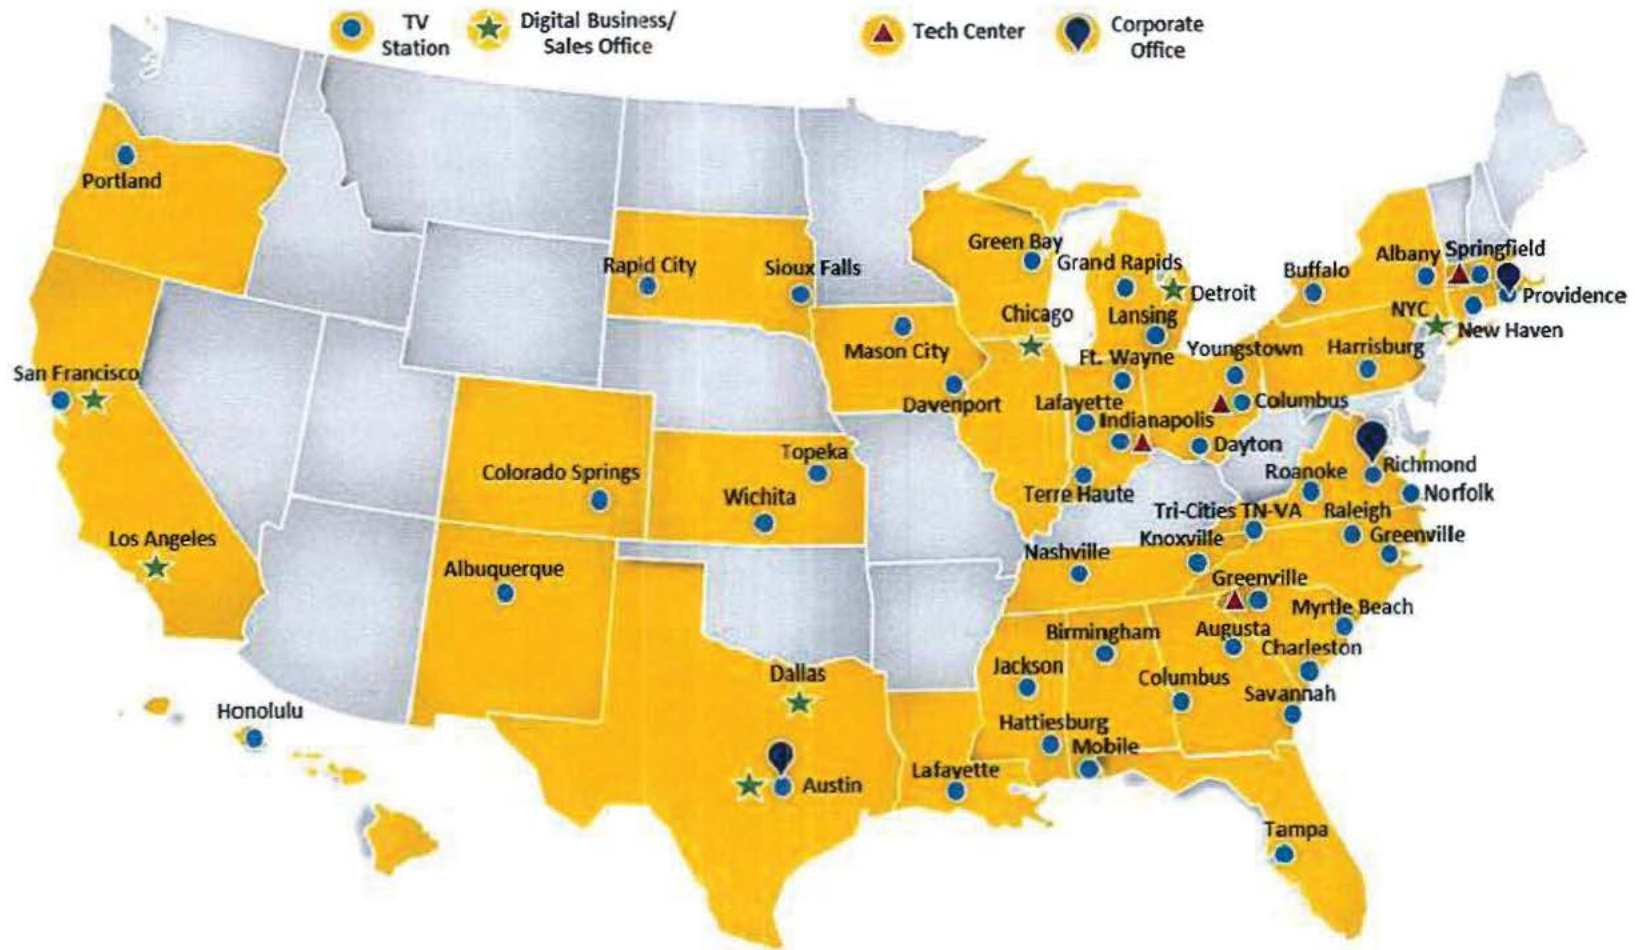 TV
Station
Digital Business/
Sales Office
Tech Center
Corporate
Office
Portland
Rapid City
Sioux Falls
Green Bay
Grand Rapids
Detroit
Buffalo
Albany
Springfield
Providence
Chicago
Lansing
NYC
New Haven
Mason City
Ft. Wayne
Youngstown
Harrisburg
San Francisco
Davenport
Lafayette
Indianapolis
Columbus
Dayton
Topeka
Colorado Springs
Wichita
Terre Haute
Roanoke
Richmond
Norfolk
Tri-Cities TN-VA
Raleigh
Los Angeles
Nashville
Knoxville
Greenville
Albuquerque
Greenville
Myrtle Beach
Birmingham
Augusta
Charleston
Dallas
Jackson
Columbus
Savannah
Honolulu
Hattiesburg
Mobile
Austin
Lafayette
Tampa